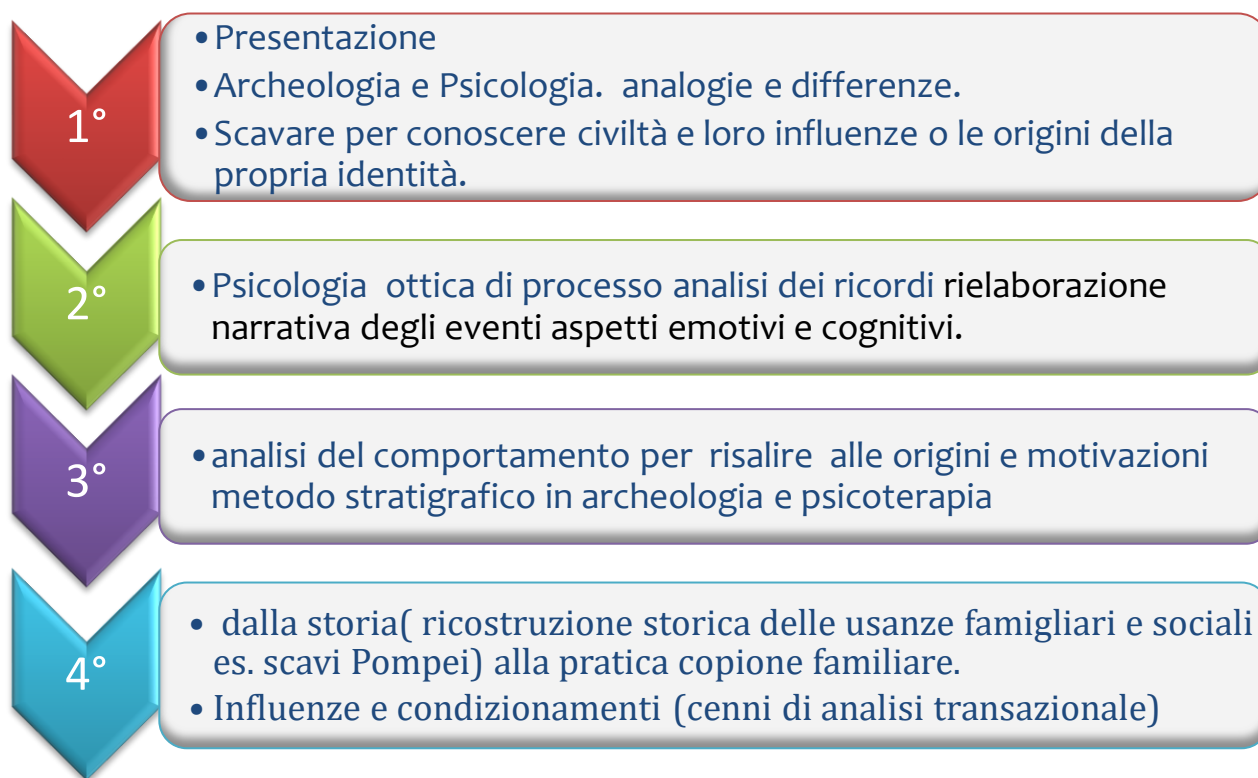 1°
•Presentazione
•Archeologia e Psicologia. analogie e differenze.
•Scavare per conoscere civiltà e loro influenze o le origini della
propria identità.
2°
•Psicologia ottica di processo analisi dei ricordi rielaborazione
narrativa degli eventi aspetti emotivi e cognitivi.
3°
•analisi del comportamento per risalire alle origini e motivazioni
metodo stratigrafico in archeologia e psicoterapia
4°
• dalla storia( ricostruzione storica delle usanze famigliari e sociali
es. scavi Pompei) alla pratica copione familiare.
• Influenze e condizionamenti (cenni di analisi transazionale)